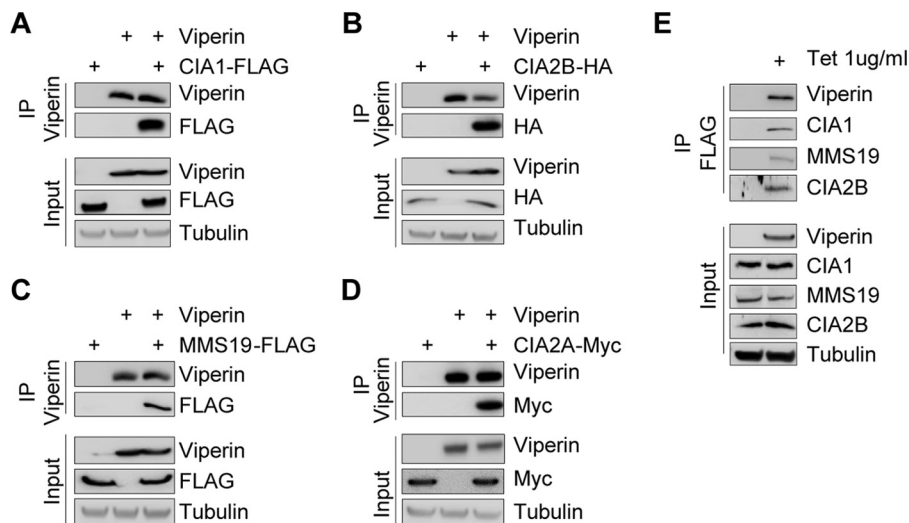 A
+ + Viperin
+ + CIA1-FLAG
IP
Viperin
Viperin
FLAG
Input
Viperin
FLAG
Tubulin
B
+ + Viperin
+ + CIA2B-HA
IP
Viperin
Viperin
HA
Input
Viperin
HA
Tubulin
C
+ + Viperin
+ + MMS19-FLAG
IP
Viperin
Viperin
FLAG
Input
Viperin
FLAG
Tubulin
D
+ + Viperin
+ + CIA2A-Myc
IP
Viperin
Viperin
Myc
Input
Viperin
Myc
Tubulin
E
+ Tet 1ug/ml
IP
FLAG
Viperin
CIA1
MMS19
CIA2B
Input
Viperin
CIA1
MMS19
CIA2B
Tubulin